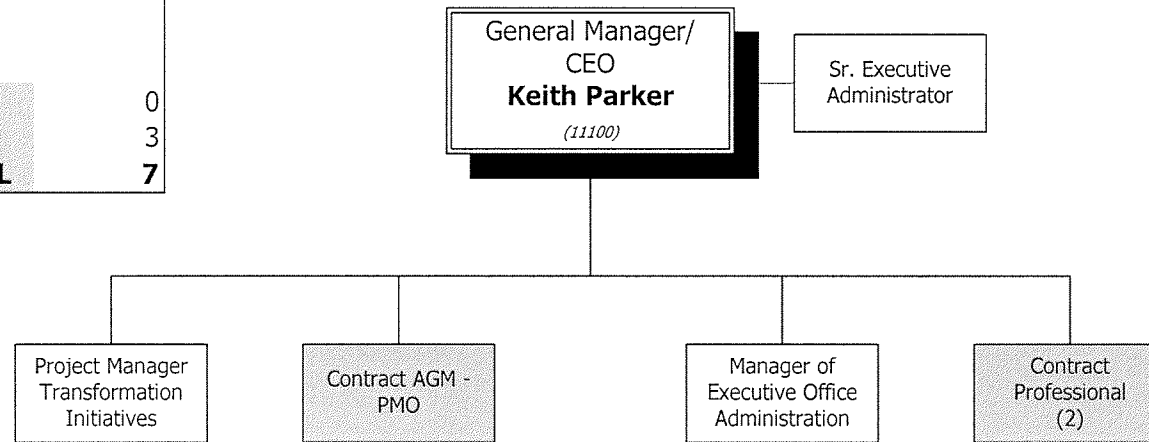 General Manager/
CEO
Keith Parker
(11100)
Sr. Executive
Administrator
0
3
L 7
Project Manager
Transformation
Initiatives
Contract AGM -
PMO
Manager of
Executive Office
Administration
Contract
Professional
(2)